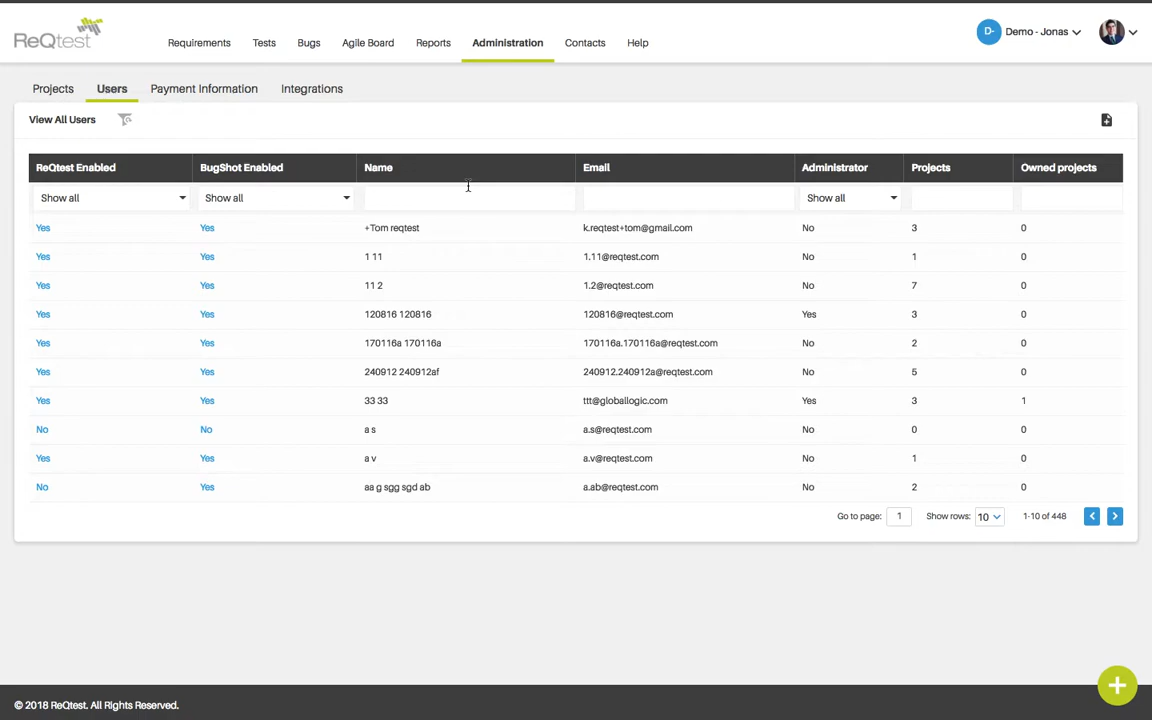 ReQtest
Requirements Tests Bugs Agile Board Reports Administration Contacts Help
D- Demo - Jonas
Projects Users Payment Information Integrations
View All Users
ReQtest Enabled BugShot Enabled Name Email Administrator Projects Owned projects
Show all Show all Show all
Yes Yes +Tom reqtest k.reqtest+tom@gmail.com No 3 0
Yes Yes 1 11 1.11@reqtest.com No 1 0
Yes Yes 11 2 1.2@reqtest.com No 7 0
Yes Yes 120816 120816 120816@reqtest.com Yes 3 0
Yes Yes 170116a 170116a 170116a.170116a@reqtest.com No 2 0
Yes Yes 240912 240912af 240912.240912a@reqtest.com No 5 0
Yes Yes 33 33 ttt@globallogic.com Yes 3 1
No No a s a.s@reqtest.com No 0 0
Yes Yes a v a.v@reqtest.com No 1 0
No Yes aa g sgg sgd ab a.ab@reqtest.com No 2 0
Go to page: 1 Show rows: 10 1-10 of 448
© 2018 ReQtest. All Rights Reserved.